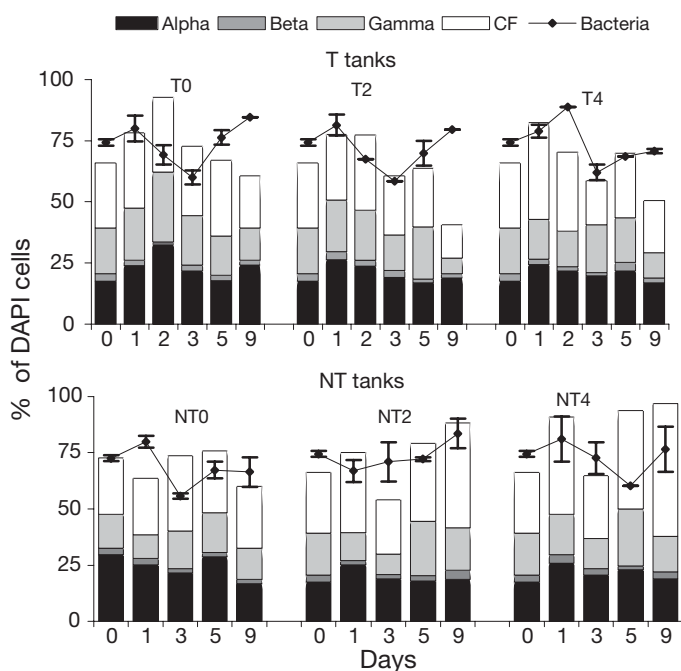 Alpha Beta Gamma CF Bacteria
T tanks
T0 T2 T4
100
75
50
25
0
0 1 2 3 5 9 0 1 2 3 5 9 0 1 2 3 5 9
% of DAPI cells
NT tanks
NT0 NT2 NT4
100
75
50
25
0
0 1 3 5 9 0 1 3 5 9 0 1 3 5 9
Days